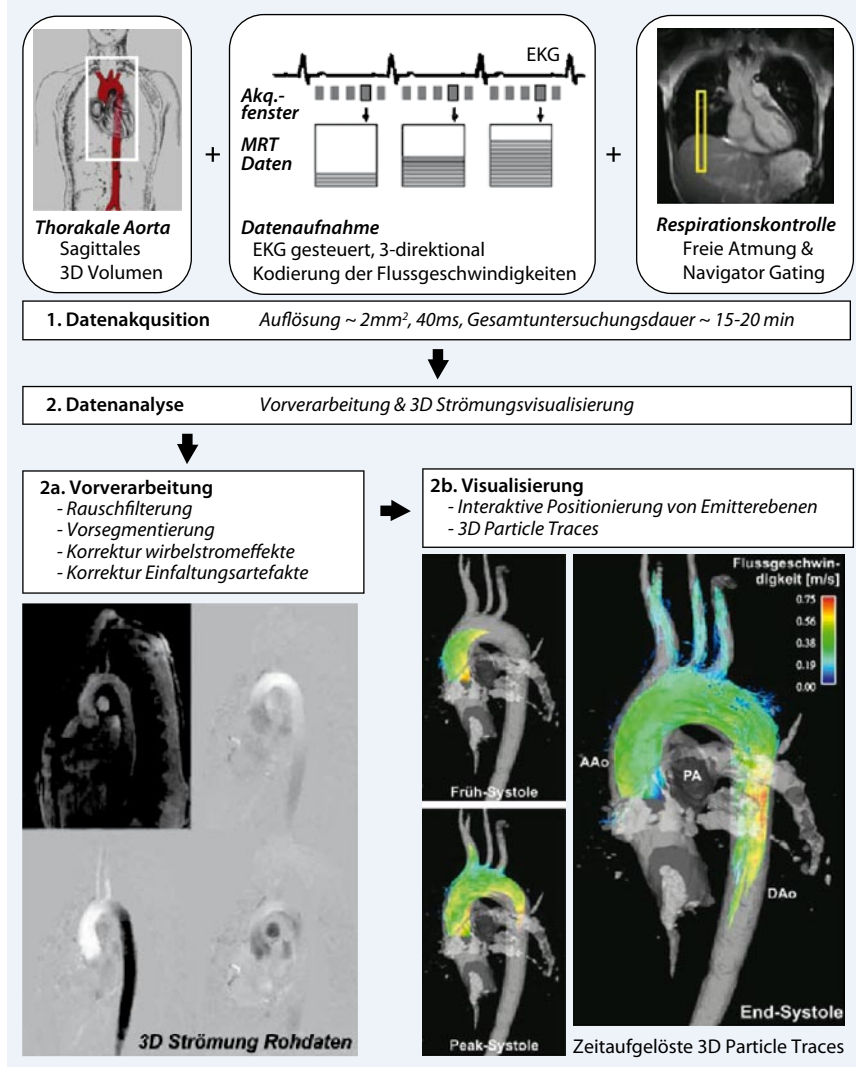 EKG
Akq.-
fenster
MRT
Daten
+
+
Thorakale Aorta
Sagittales
3D Volumen
Datenaufnahme
EKG gesteuert, 3-direktional
Kodierung der Flussgeschwindigkeiten
Respirationskontrolle
Freie Atmung &
Navigator Gating
1. Datenakqusition Auflösung ~ 2mm², 40ms, Gesamtuntersuchungsdauer ~ 15-20 min
2. Datenanalyse Vorverarbeitung & 3D Strömungsvisualisierung
2a. Vorverarbeitung
- Rauschfilterung
- Vorsegmentierung
- Korrektur wirbelstromeffekte
- Korrektur Einfaltungsartefakte
2b. Visualisierung
- Interaktive Positionierung von Emitterebenen
- 3D Particle Traces
3D Strömung Rohdaten
Früh-Systole
Peak-Systole
Flussgeschwin-
digkeit [m/s]
0.75
0.56
0.38
0.19
0.00
AAo
PA
DAo
End-Systole
Zeitaufgelöste 3D Particle Traces